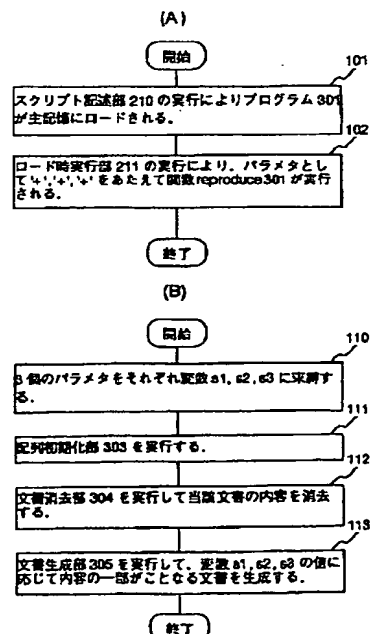 (A)
開始
101
スクリプト記述部 210 の実行によりプログラム 301
が主記憶にロードされる。
102
ロード時実行部 211 の実行により、パラメタとし
て '+','+','+' をあたえて関数 reproduce301 が実行
される。
終了
(B)
開始
110
3 個のパラメタをそれぞれ変数 s1, s2, s3 に束縛す
る。
111
配列初期化部 303 を実行する。
112
文書消去部 304 を実行して当該文書の内容を消去
する。
113
文書生成部 305 を実行して、変数 s1, s2, s3 の値に
応じて内容の一部がことなる文書を生成する。
終了